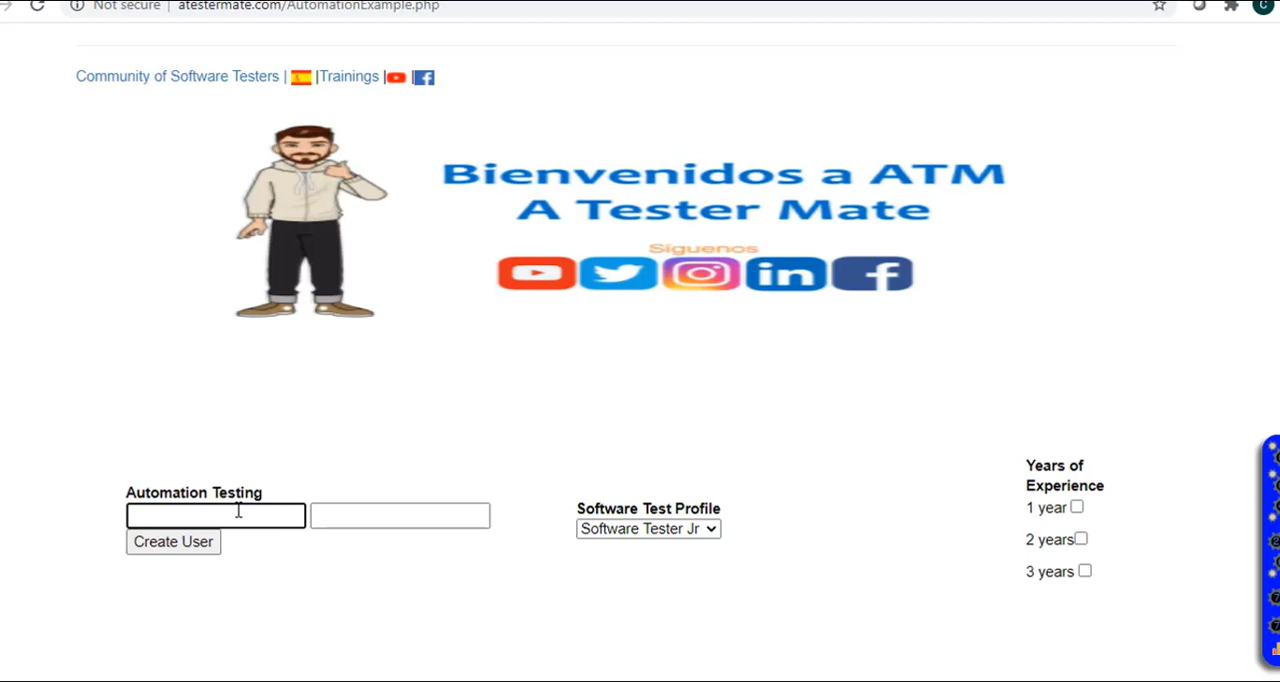 Not secure | atestermate.com/AutomationExample.php
C
Community of Software Testers | |Trainings | |
Bienvenidos a ATM
A Tester Mate
Síguenos
Automation Testing
Create User
Software Test Profile
Software Tester Jr
Years of
Experience
1 year
2 years
3 years